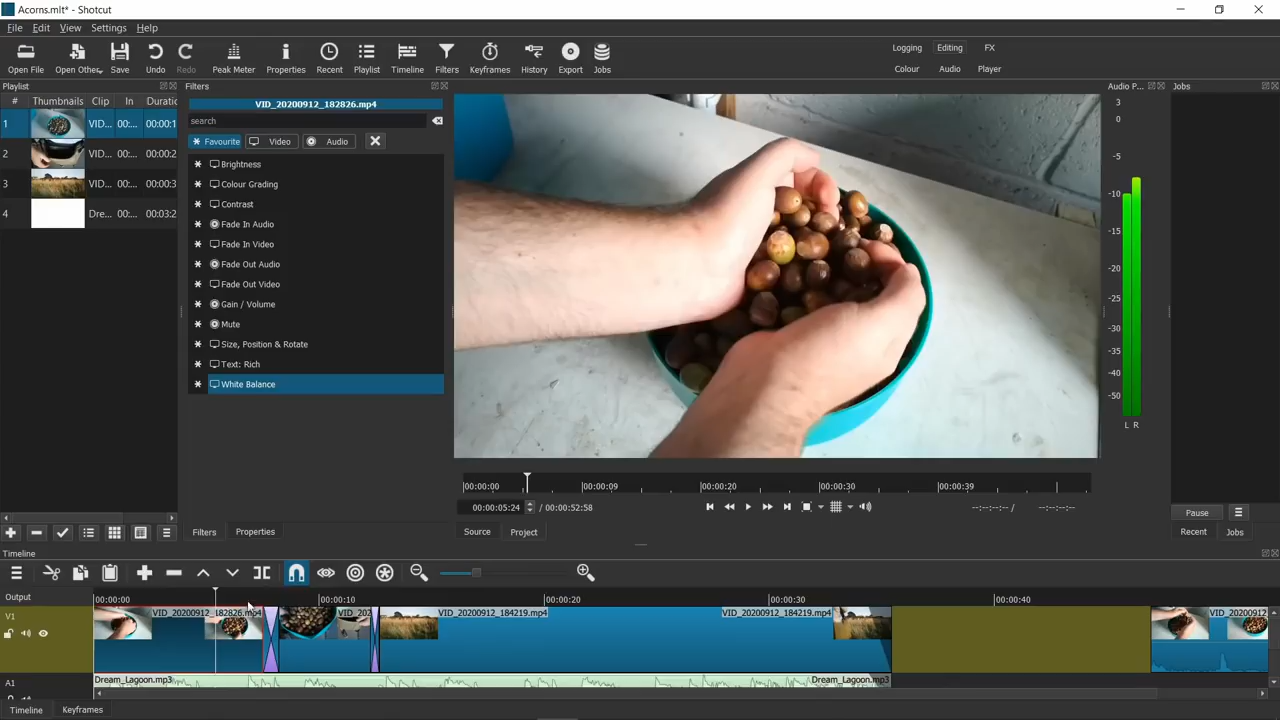 Acorns.mlt* - Shotcut
File Edit View Settings Help
Open File Open Other.. Save Undo Redo Peak Meter Properties Recent Playlist Timeline Filters Keyframes History Export Jobs
Logging Editing FX
Colour Audio Player
Playlist
# Thumbnails Clip In Duratic
1 VID... 00:... 00:00:1
2 VID... 00:... 00:00:2
3 VID... 00:... 00:00:3
4 Dre... 00:... 00:03:2
Filters
VID_20200912_182826.mp4
search
Favourite Video Audio
Brightness
Colour Grading
Contrast
Fade In Audio
Fade In Video
Fade Out Audio
Fade Out Video
Gain / Volume
Mute
Size, Position & Rotate
Text: Rich
White Balance
Filters Properties
00:00:00 00:00:09 00:00:20 00:00:30 00:00:39
00:00:05:24 / 00:00:52:58
--:--:--:-- / --:--:--:--
Source Project
Audio P...
3
0
-5
-10
-15
-20
-25
-30
-35
-40
-50
L R
Jobs
Pause
Recent Jobs
Timeline
Output 00:00:00 00:00:10 00:00:20 00:00:30 00:00:40
V1 VID_20200912_182826.mp4 VID_202 VID_20200912_184219.mp4 VID_20200912_184219.mp4 VID_20200912
A1 Dream_Lagoon.mp3 Dream_Lagoon.mp3
Timeline Keyframes